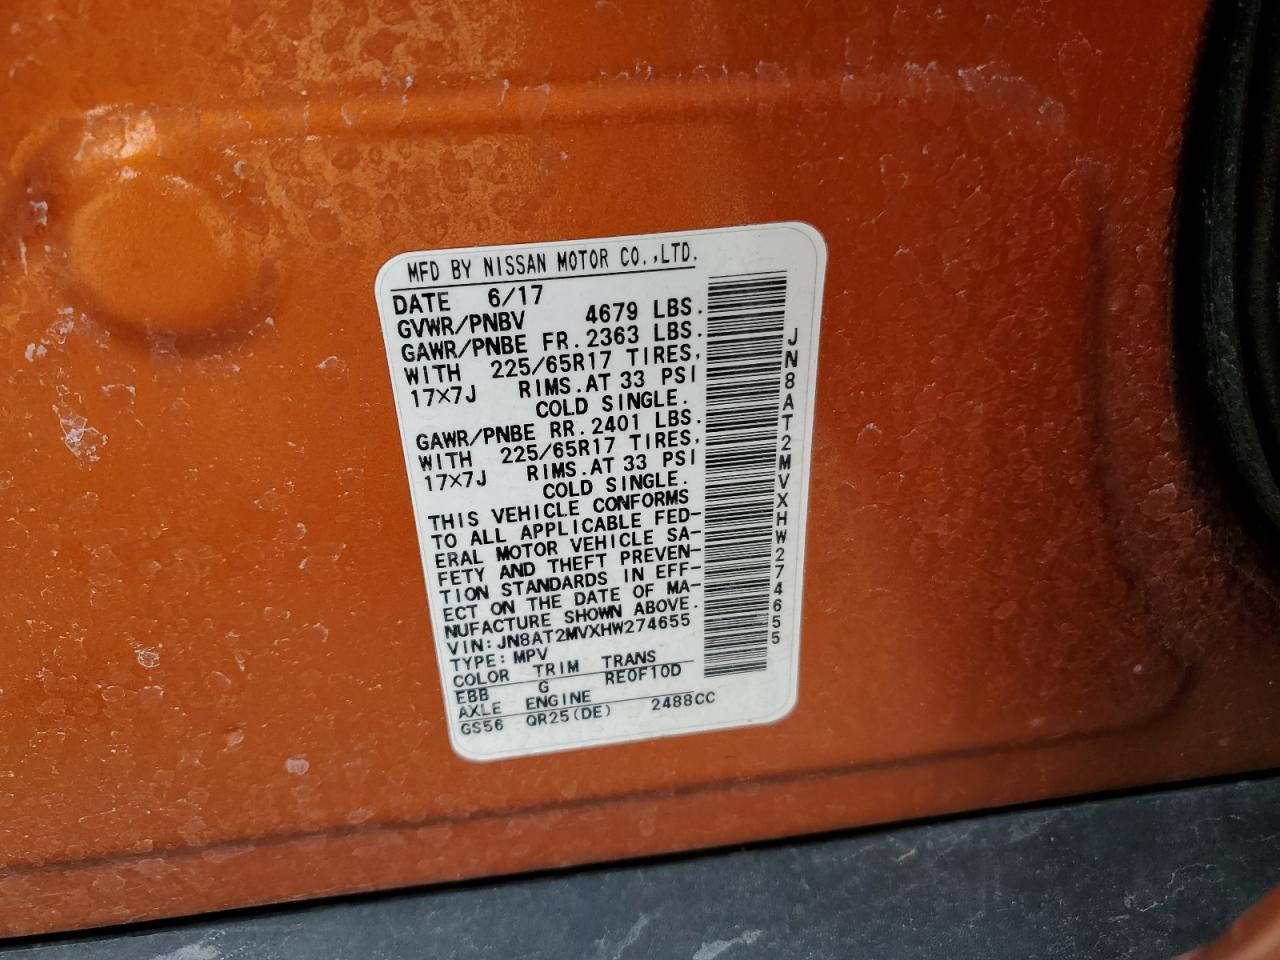 MFD BY NISSAN MOTOR CO.,LTD.
DATE 6/17
GVWR/PNBV 4679 LBS.
GAWR/PNBE FR.2363 LBS.
WITH 225/65R17 TIRES,
17×7J RIMS.AT 33 PSI
COLD SINGLE.
GAWR/PNBE RR.2401 LBS.
WITH 225/65R17 TIRES,
17×7J RIMS.AT 33 PSI
COLD SINGLE.
THIS VEHICLE CONFORMS
TO ALL APPLICABLE FED-
ERAL MOTOR VEHICLE SA-
FETY AND THEFT PREVEN-
TION STANDARDS IN EFF-
ECT ON THE DATE OF MA-
NUFACTURE SHOWN ABOVE.
VIN:JN8AT2MVXHW274655
TYPE:MPV
COLOR TRIM TRANS
EBB G RE0F10D
AXLE ENGINE
GS56 QR25(DE) 2488CC
JN8AT2MVXHW274655